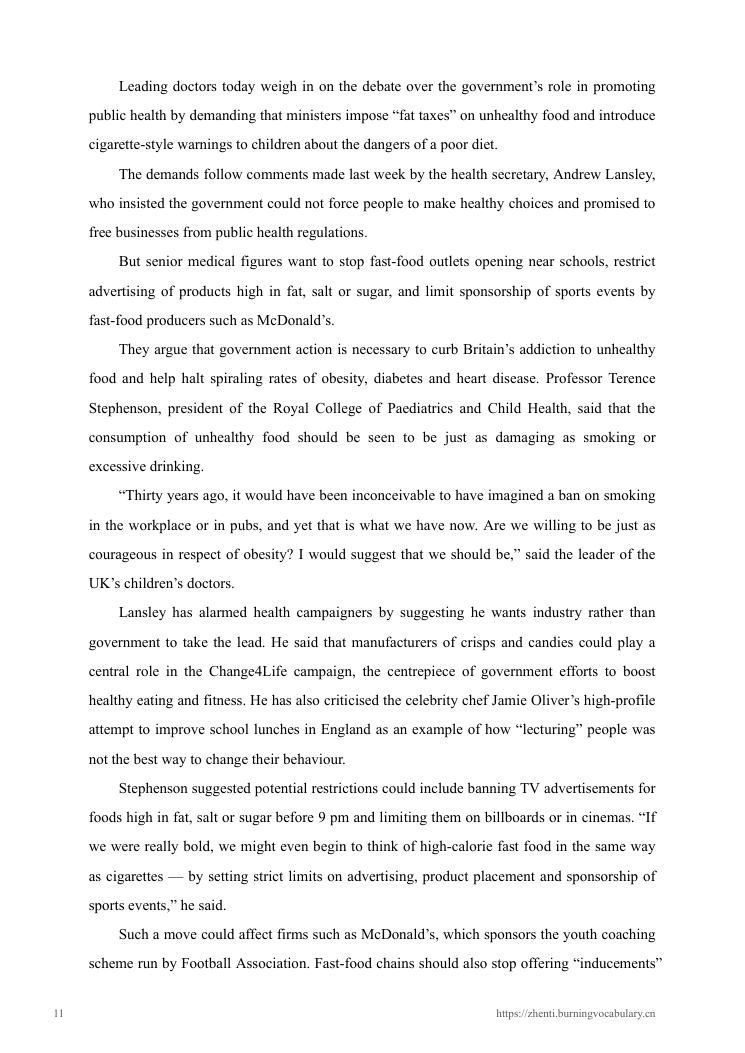 Leading doctors today weigh in on the debate over the government’s role in promoting
public health by demanding that ministers impose “fat taxes” on unhealthy food and introduce
cigarette-style warnings to children about the dangers of a poor diet.
The demands follow comments made last week by the health secretary, Andrew Lansley,
who insisted the government could not force people to make healthy choices and promised to
free businesses from public health regulations.
But senior medical figures want to stop fast-food outlets opening near schools, restrict
advertising of products high in fat, salt or sugar, and limit sponsorship of sports events by
fast-food producers such as McDonald’s.
They argue that government action is necessary to curb Britain’s addiction to unhealthy
food and help halt spiraling rates of obesity, diabetes and heart disease. Professor Terence
Stephenson, president of the Royal College of Paediatrics and Child Health, said that the
consumption of unhealthy food should be seen to be just as damaging as smoking or
excessive drinking.
“Thirty years ago, it would have been inconceivable to have imagined a ban on smoking
in the workplace or in pubs, and yet that is what we have now. Are we willing to be just as
courageous in respect of obesity? I would suggest that we should be,” said the leader of the
UK’s children’s doctors.
Lansley has alarmed health campaigners by suggesting he wants industry rather than
government to take the lead. He said that manufacturers of crisps and candies could play a
central role in the Change4Life campaign, the centrepiece of government efforts to boost
healthy eating and fitness. He has also criticised the celebrity chef Jamie Oliver’s high-profile
attempt to improve school lunches in England as an example of how “lecturing” people was
not the best way to change their behaviour.
Stephenson suggested potential restrictions could include banning TV advertisements for
foods high in fat, salt or sugar before 9 pm and limiting them on billboards or in cinemas. “If
we were really bold, we might even begin to think of high-calorie fast food in the same way
as cigarettes — by setting strict limits on advertising, product placement and sponsorship of
sports events,” he said.
Such a move could affect firms such as McDonald’s, which sponsors the youth coaching
scheme run by Football Association. Fast-food chains should also stop offering “inducements”
11
https://zhenti.burningvocabulary.cn